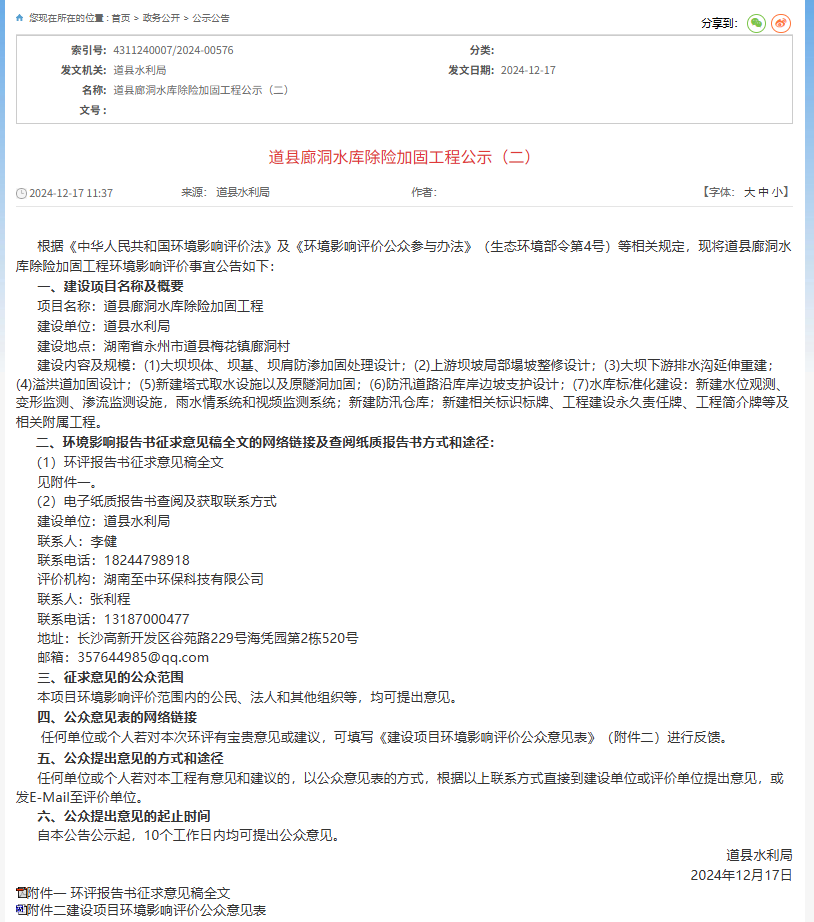 您现在所在的位置：首页 > 政务公开 > 公示公告
分享到：
索引号： 4311240007/2024-00576 分类：
发文机关： 道县水利局 发文日期： 2024-12-17
名称： 道县廊洞水库除险加固工程公示（二）
文号：
道县廊洞水库除险加固工程公示（二）
2024-12-17 11:37 来源： 道县水利局 作者： 【字体： 大 中 小】
根据《中华人民共和国环境影响评价法》及《环境影响评价公众参与办法》（生态环境部令第4号）等相关规定，现将道县廊洞水
库除险加固工程环境影响评价事宜公告如下：
一、建设项目名称及概要
项目名称：道县廊洞水库除险加固工程
建设单位：道县水利局
建设地点：湖南省永州市道县梅花镇廊洞村
建设内容及规模：(1)大坝坝体、坝基、坝肩防渗加固处理设计；(2)上游坝坡局部塌坡整修设计；(3)大坝下游排水沟延伸重建；
(4)溢洪道加固设计；(5)新建塔式取水设施以及原隧洞加固；(6)防汛道路沿库岸边坡支护设计；(7)水库标准化建设：新建水位观测、
变形监测、渗流监测设施，雨水情系统和视频监测系统；新建防汛仓库；新建相关标识标牌、工程建设永久责任牌、工程简介牌等及
相关附属工程。
二、环境影响报告书征求意见稿全文的网络链接及查阅纸质报告书方式和途径：
(1）环评报告书征求意见稿全文
见附件一。
(2）电子纸质报告书查阅及获取联系方式
建设单位：道县水利局
联系人：李健
联系电话：18244798918
评价机构：湖南至中环保科技有限公司
联系人：张利程
联系电话：13187000477
地址：长沙高新开发区谷苑路229号海凭园第2栋520号
邮箱：357644985@qq.com
三、征求意见的公众范围
本项目环境影响评价范围内的公民、法人和其他组织等，均可提出意见。
四、公众意见表的网络链接
任何单位或个人若对本次环评有宝贵意见或建议，可填写《建设项目环境影响评价公众意见表》（附件二）进行反馈。
五、公众提出意见的方式和途径
任何单位或个人若对本工程有意见和建议的，以公众意见表的方式，根据以上联系方式直接到建设单位或评价单位提出意见，或
发E-Mail至评价单位。
六、公众提出意见的起止时间
自本公告公示起，10个工作日内均可提出公众意见。
道县水利局
2024年12月17日
附件一 环评报告书征求意见稿全文
附件二建设项目环境影响评价公众意见表